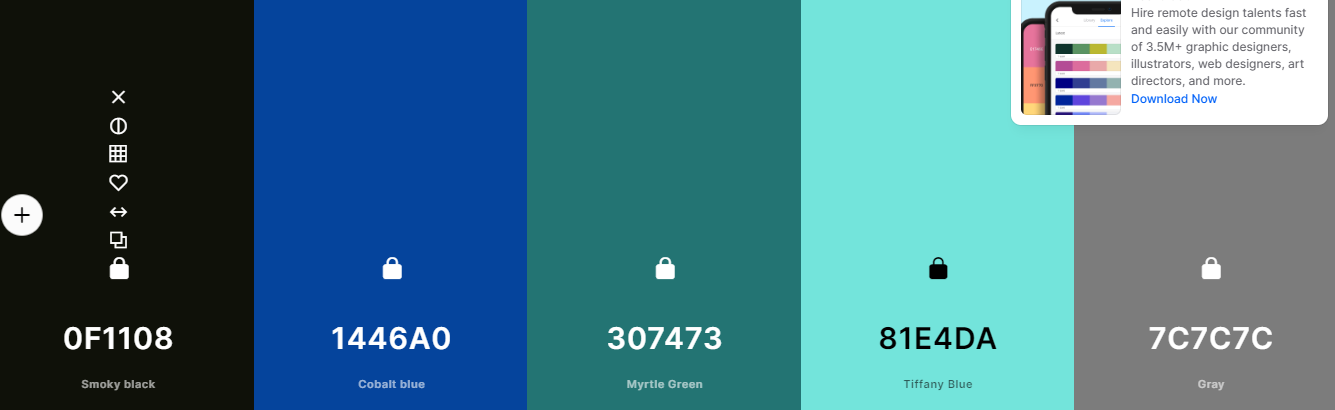 Hire remote design talents fast
and easily with our community
of 3.5M+ graphic designers,
illustrators, web designers, art
directors, and more.
Download Now
0F1108
1446A0
307473
81E4DA
7C7C7C
Smoky black
Cobalt blue
Myrtle Green
Tiffany Blue
Gray